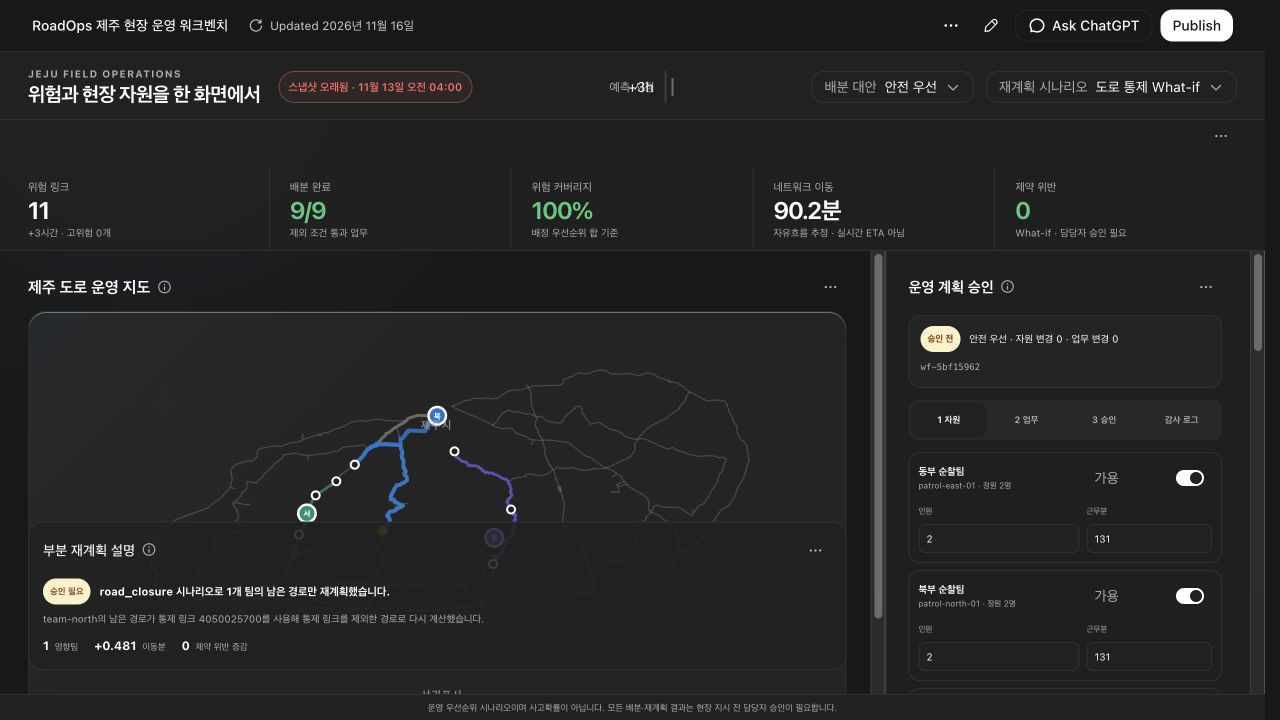 RoadOps 제주 현장 운영 워크벤치
Updated 2026년 11월 16일
Ask ChatGPT
Publish
JEJU FIELD OPERATIONS
위험과 현장 자원을 한 화면에서
스냅샷 오래됨 · 11월 13일 오전 04:00
예측
배분 대안 안전 우선
재계획 시나리오 도로 통제 What-if
위험 링크
11
+3시간 · 고위험 0개
배분 완료
9/9
제외 조건 통과 업무
위험 커버리지
100%
배정 우선순위 합 기준
네트워크 이동
90.2분
자유흐름 추정 · 실시간 ETA 아님
제약 위반
0
What-if · 담당자 승인 필요
제주 도로 운영 지도
북
서
부분 재계획 설명
승인 필요 road_closure 시나리오로 1개 팀의 남은 경로만 재계획했습니다.
team-north의 남은 경로가 통제 링크 4050025700를 사용해 통제 링크를 제외한 경로로 다시 계산했습니다.
1 영향팀 +0.481 이동분 0 제약 위반 증감
운영 계획 승인
승인 전 안전 우선 · 자원 변경 0 · 업무 변경 0
wf-5bf15962
1 자원 2 업무 3 승인 감사 로그
동부 순찰팀
patrol-east-01 · 정원 2명
가용
인원 근무분
2 131
북부 순찰팀
patrol-north-01 · 정원 2명
가용
인원 근무분
2 131
운영 우선순위 시나리오이며 사고확률이 아닙니다. 모든 배분·재계획 결과는 현장 지시 전 담당자 승인이 필요합니다.